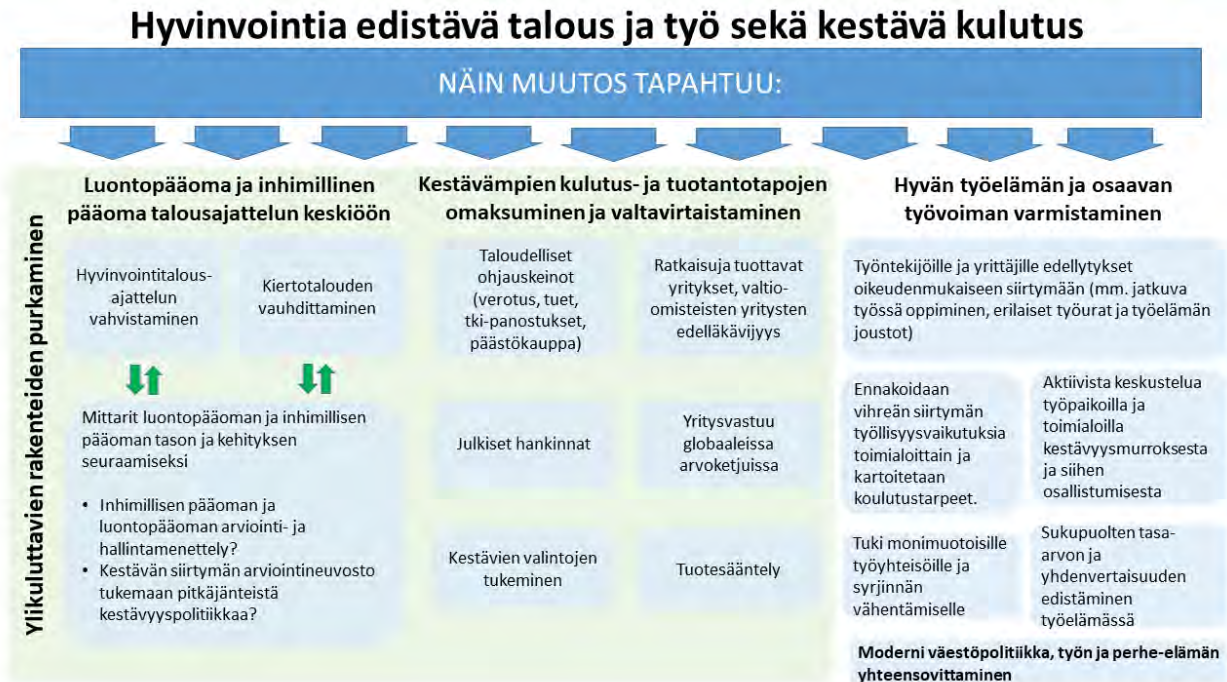 Hyvinvointia edistävä talous ja työ sekä kestävä kulutus
NÄIN MUUTOS TAPAHTUU:
Ylikuluttavien rakenteiden purkaminen
Luontopääoma ja inhimillinen
pääoma talousajattelun keskiöön
Hyvinvointitalous-
ajattelun
vahvistaminen
Kiertotalouden
vauhdittaminen
Mittarit luontopääoman ja inhimillisen
pääoman tason ja kehityksen
seuraamiseksi
• Inhimillisen pääoman ja
luontopääoman arviointi- ja
hallintamenettely?
• Kestävän siirtymän arviointineuvosto
tukemaan pitkäjänteistä
kestävyyspolitiikkaa?
Kestävämpien kulutus- ja tuotantotapojen
omaksuminen ja valtavirtaistaminen
Taloudelliset
ohjauskeinot
(verotus, tuet,
tki-panostukset,
päästökauppa)
Ratkaisuja tuottavat
yritykset, valtio-
omisteisten yritysten
edelläkävijyys
Julkiset hankinnat
Yritysvastuu
globaaleissa
arvoketjuissa
Kestävien valintojen
tukeminen
Tuotesääntely
Hyvän työelämän ja osaavan
työvoiman varmistaminen
Työntekijöille ja yrittäjille edellytykset
oikeudenmukaiseen siirtymään (mm. jatkuva
työssä oppiminen, erilaiset työurat ja työelämän
joustot)
Ennakoidaan
vihreän siirtymän
työllisyysvaikutuksia
toimialoittain ja
kartoitetaan
koulutustarpeet.
Aktiivista keskustelua
työpaikoilla ja
toimialoilla
kestävyysmurroksesta
ja siihen
osallistumisesta
Tuki monimuotoisille
työyhteisöille ja
syrjinnän
vähentämiselle
Sukupuolten tasa-
arvon ja
yhdenvertaisuuden
edistäminen
työelämässä
Moderni väestöpolitiikka, työn ja perhe-elämän
yhteensovittaminen